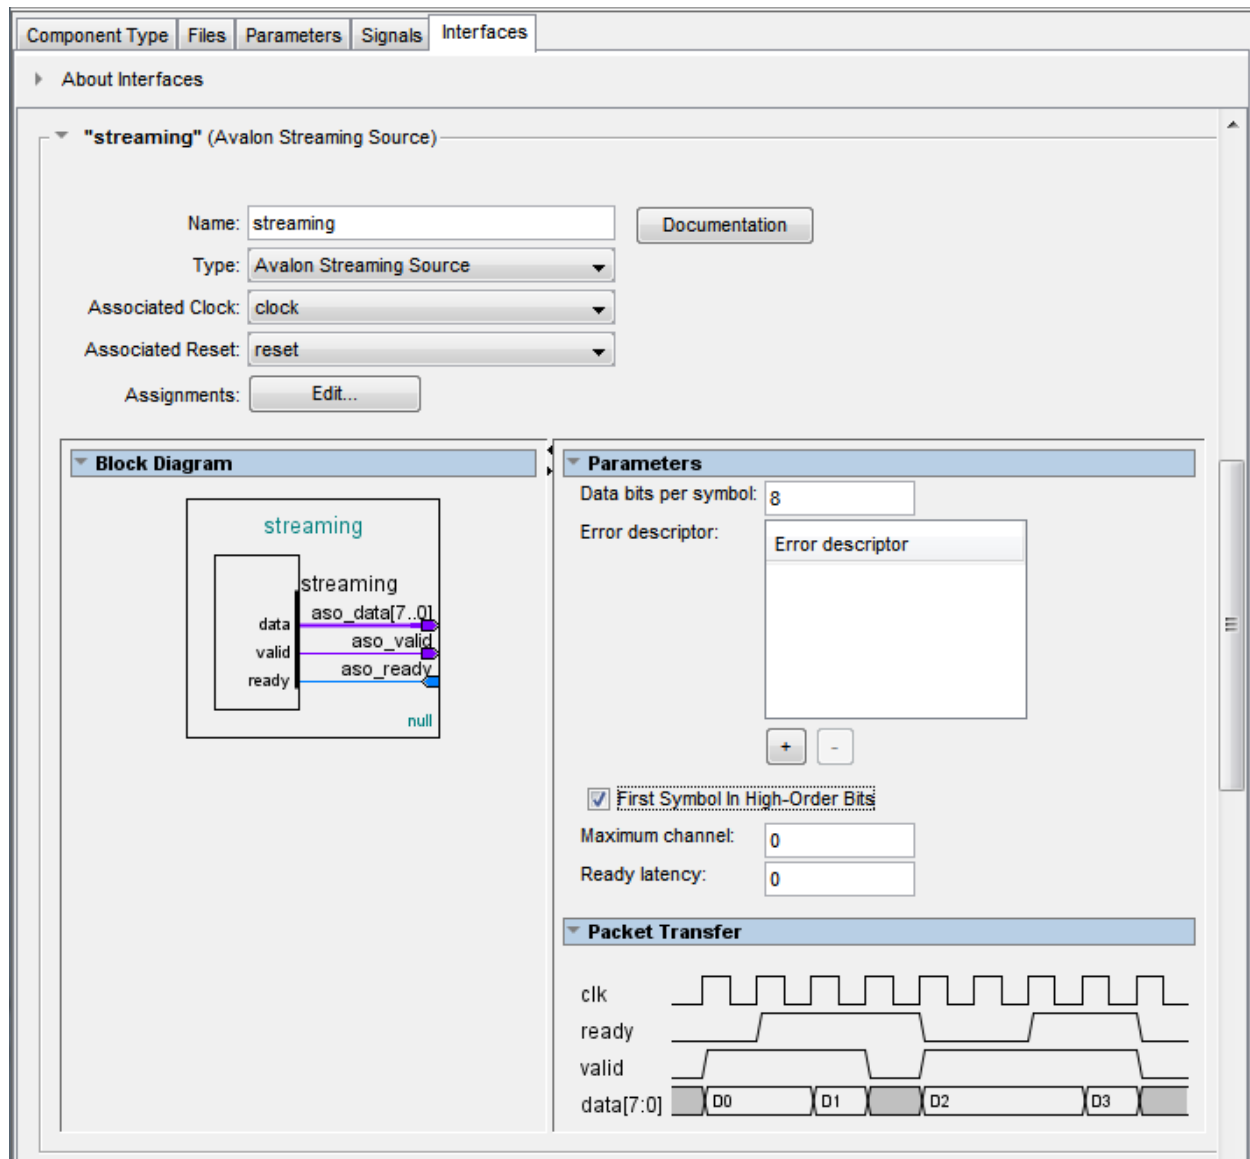 Component Type Files Parameters Signals Interfaces
About Interfaces
"streaming" (Avalon Streaming Source)
Name: streaming Documentation
Type: Avalon Streaming Source
Associated Clock: clock
Associated Reset: reset
Assignments: Edit...
Block Diagram
streaming
streaming
data aso_data[7..0]
valid aso_valid
ready aso_ready
null
Parameters
Data bits per symbol: 8
Error descriptor: Error descriptor
+ -
First Symbol In High-Order Bits
Maximum channel: 0
Ready latency: 0
Packet Transfer
clk
ready
valid
data[7:0] D0 D1 D2 D3